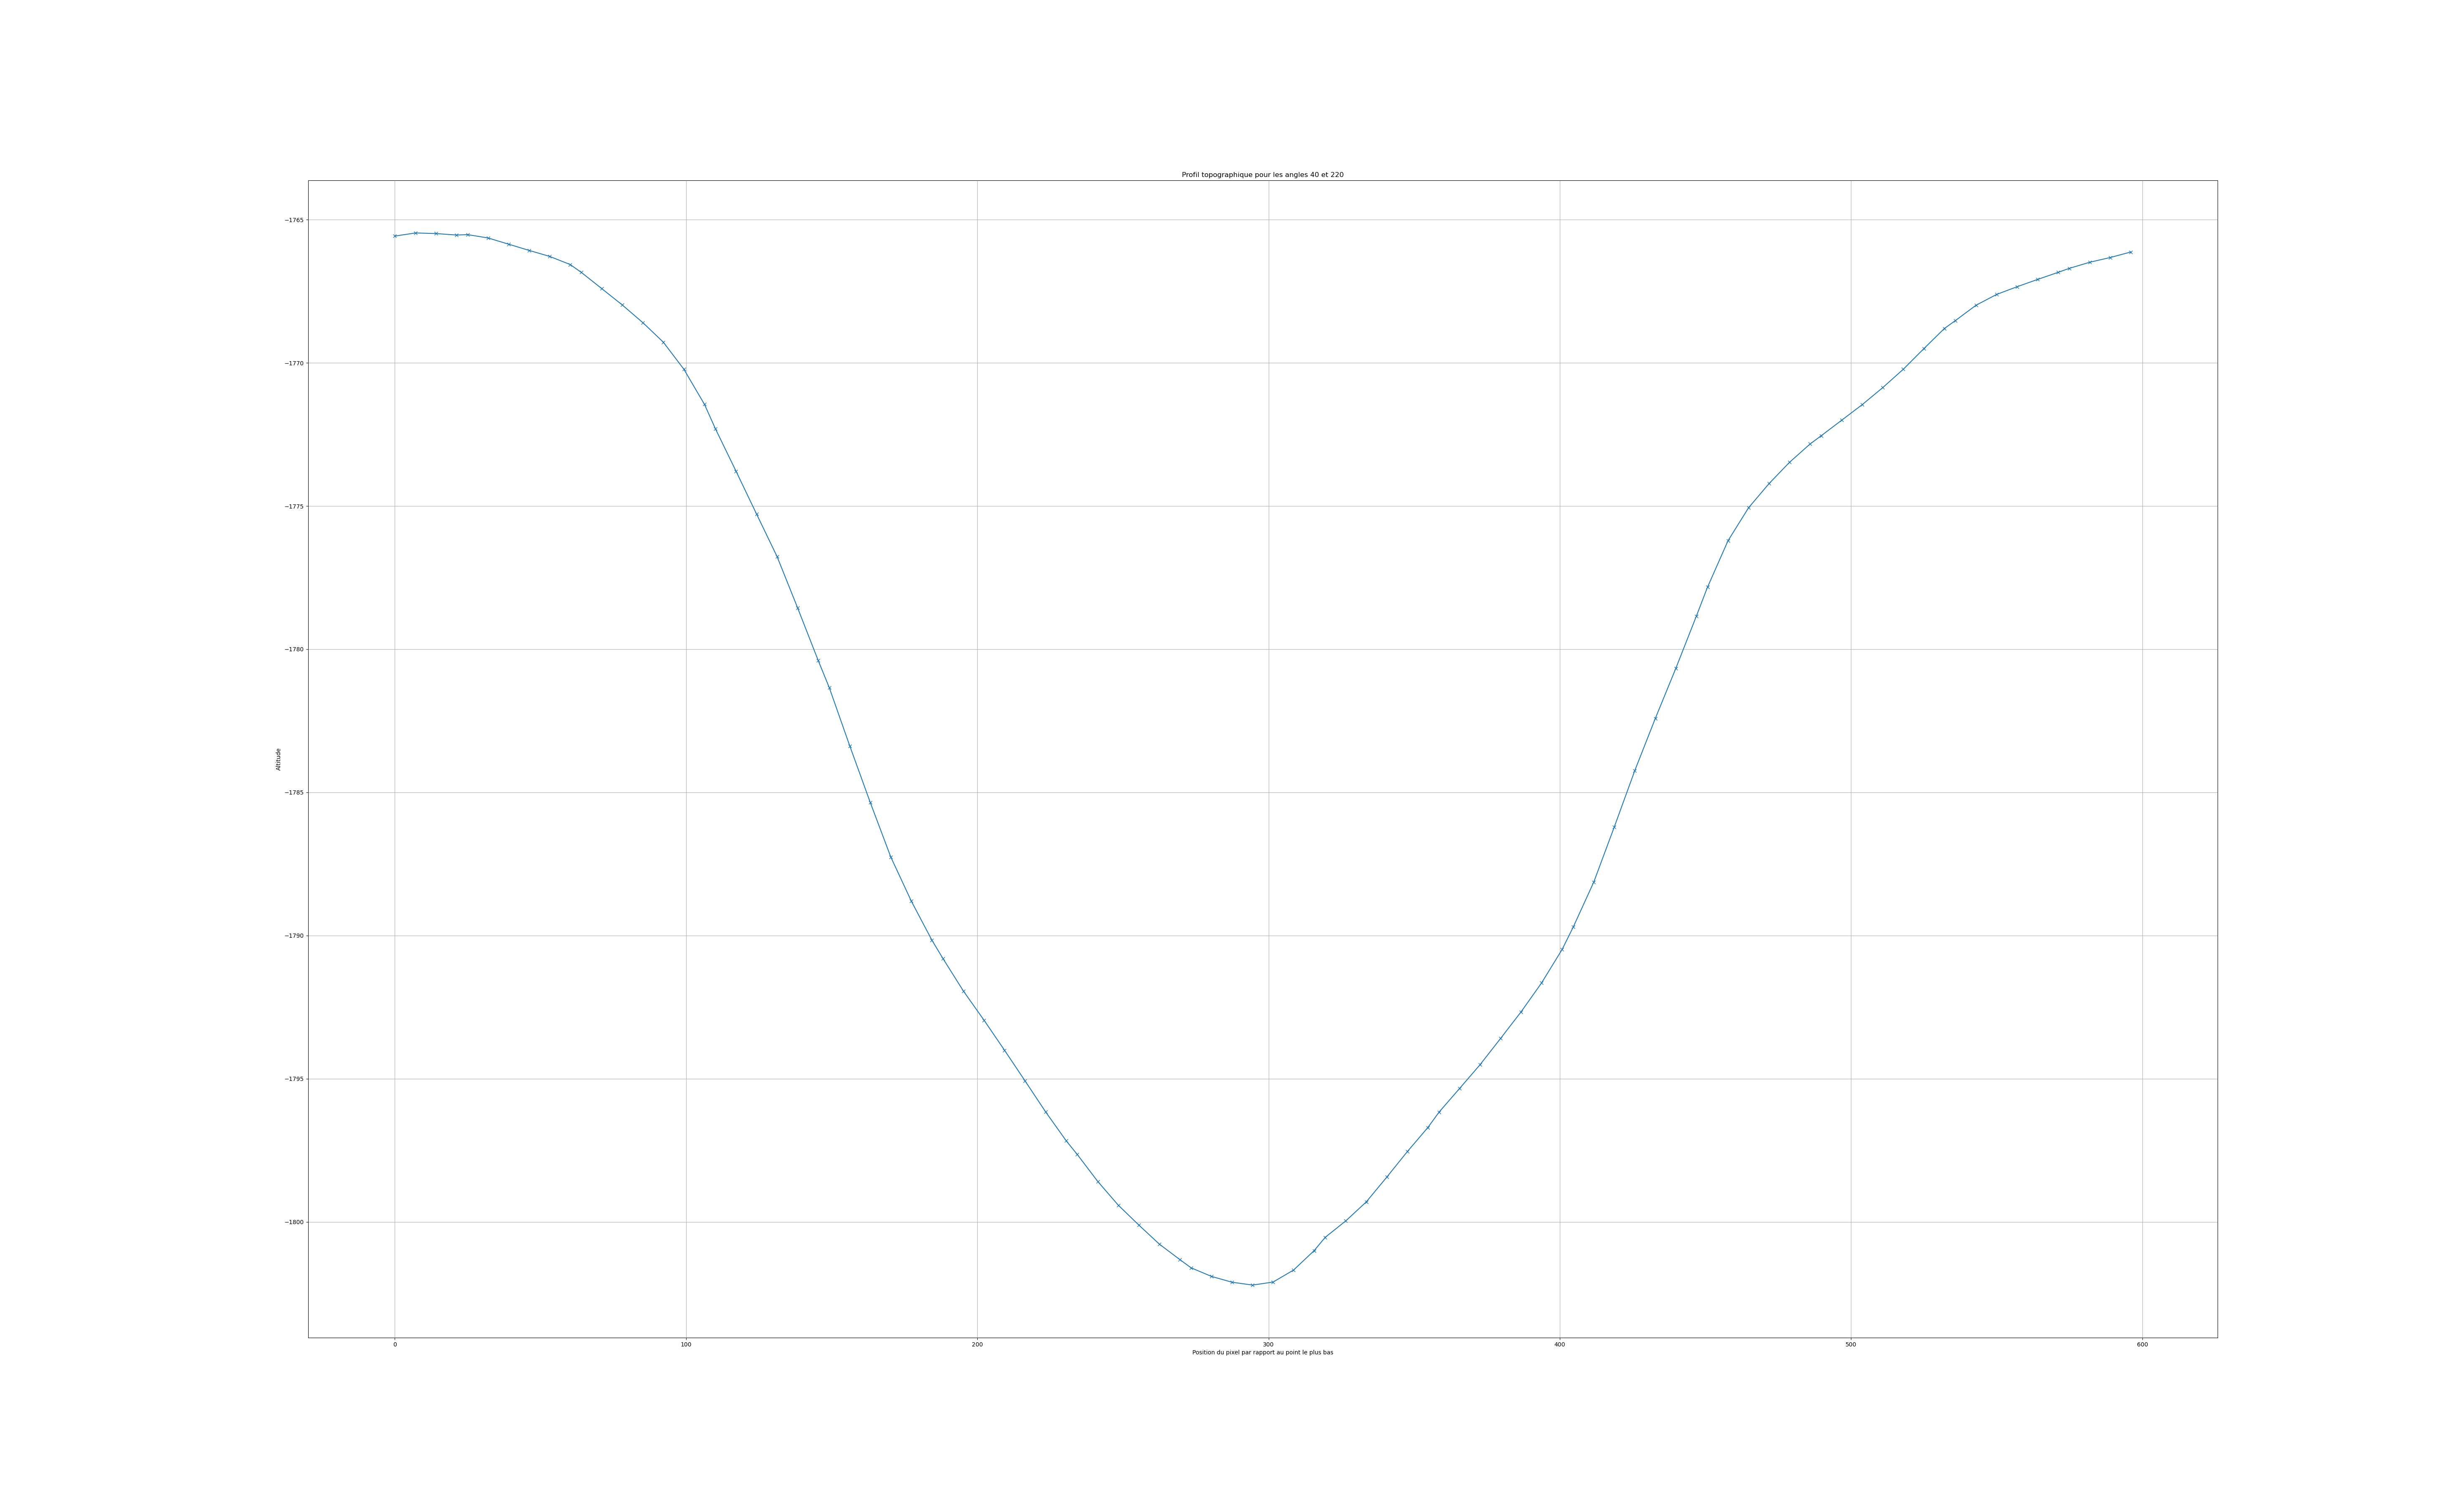 Profil topographique pour les angles 40 et 220
−1765
−1770
−1775
−1780
−1785
−1790
−1795
−1800
Altitude
0 100 200 300 400 500 600
Position du pixel par rapport au point le plus bas